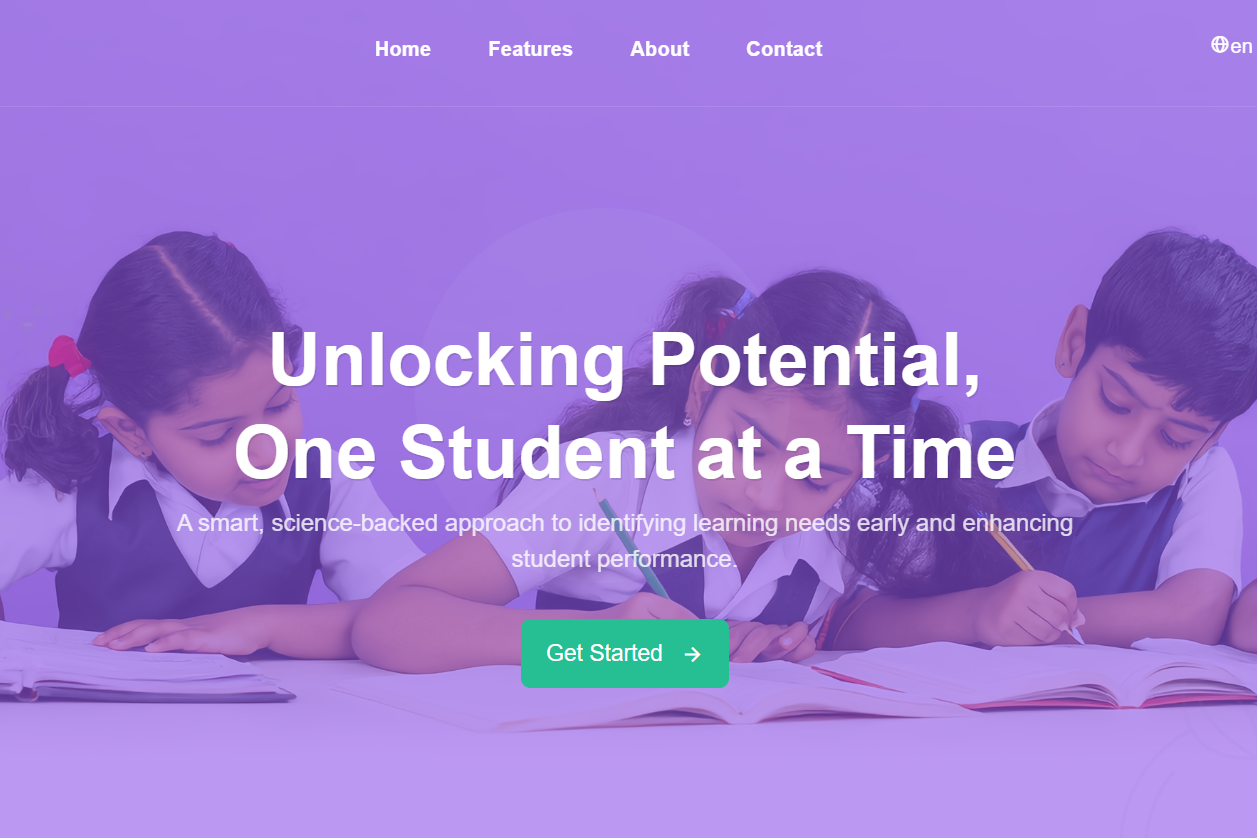 Home Features About Contact en
Unlocking Potential,
One Student at a Time
A smart, science-backed approach to identifying learning needs early and enhancing
student performance.
Get Started →